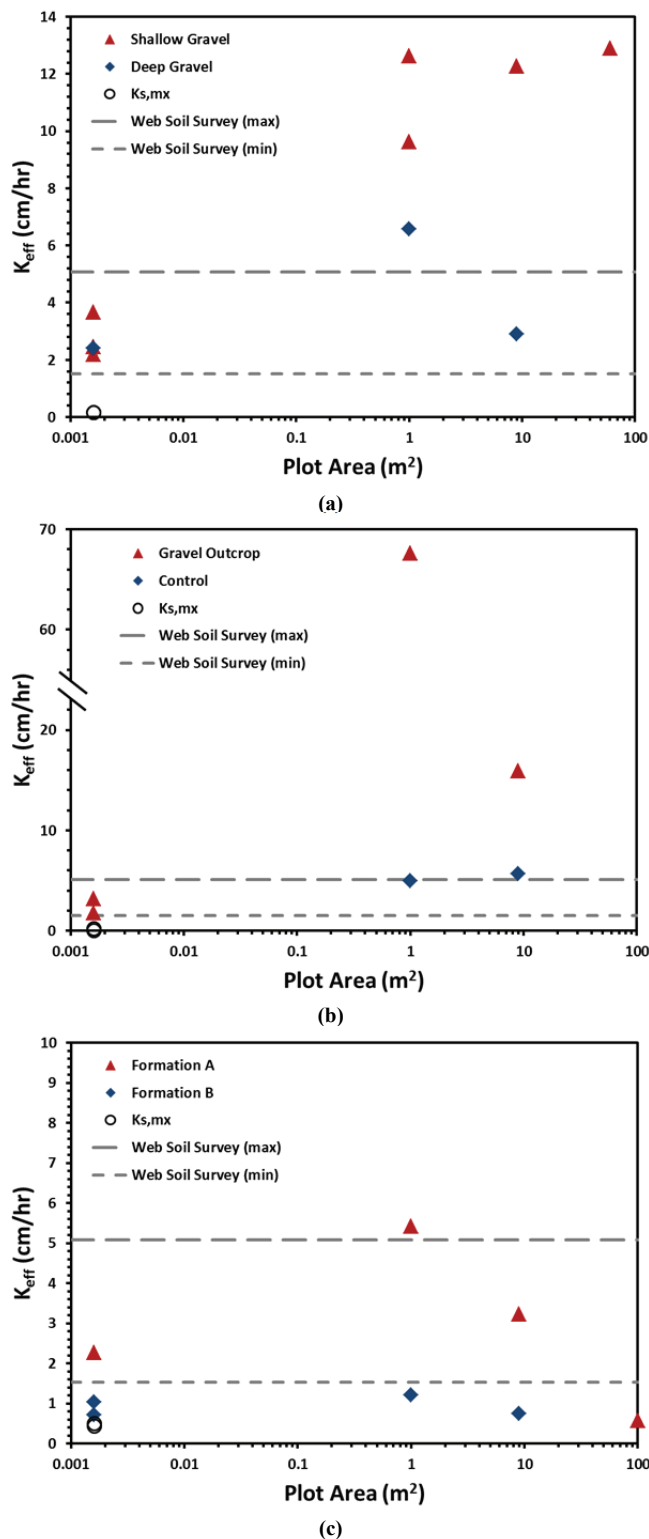 14
12
10
8
6
4
2
0
K_eff (cm/hr)
Shallow Gravel
Deep Gravel
Ks,mx
Web Soil Survey (max)
Web Soil Survey (min)
0.001 0.01 0.1 1 10 100
Plot Area (m²)
(a)
70
60
20
10
0
K_eff (cm/hr)
Gravel Outcrop
Control
Ks,mx
Web Soil Survey (max)
Web Soil Survey (min)
0.001 0.01 0.1 1 10 100
Plot Area (m²)
(b)
10
9
8
7
6
5
4
3
2
1
0
K_eff (cm/hr)
Formation A
Formation B
Ks,mx
Web Soil Survey (max)
Web Soil Survey (min)
0.001 0.01 0.1 1 10 100
Plot Area (m²)
(c)